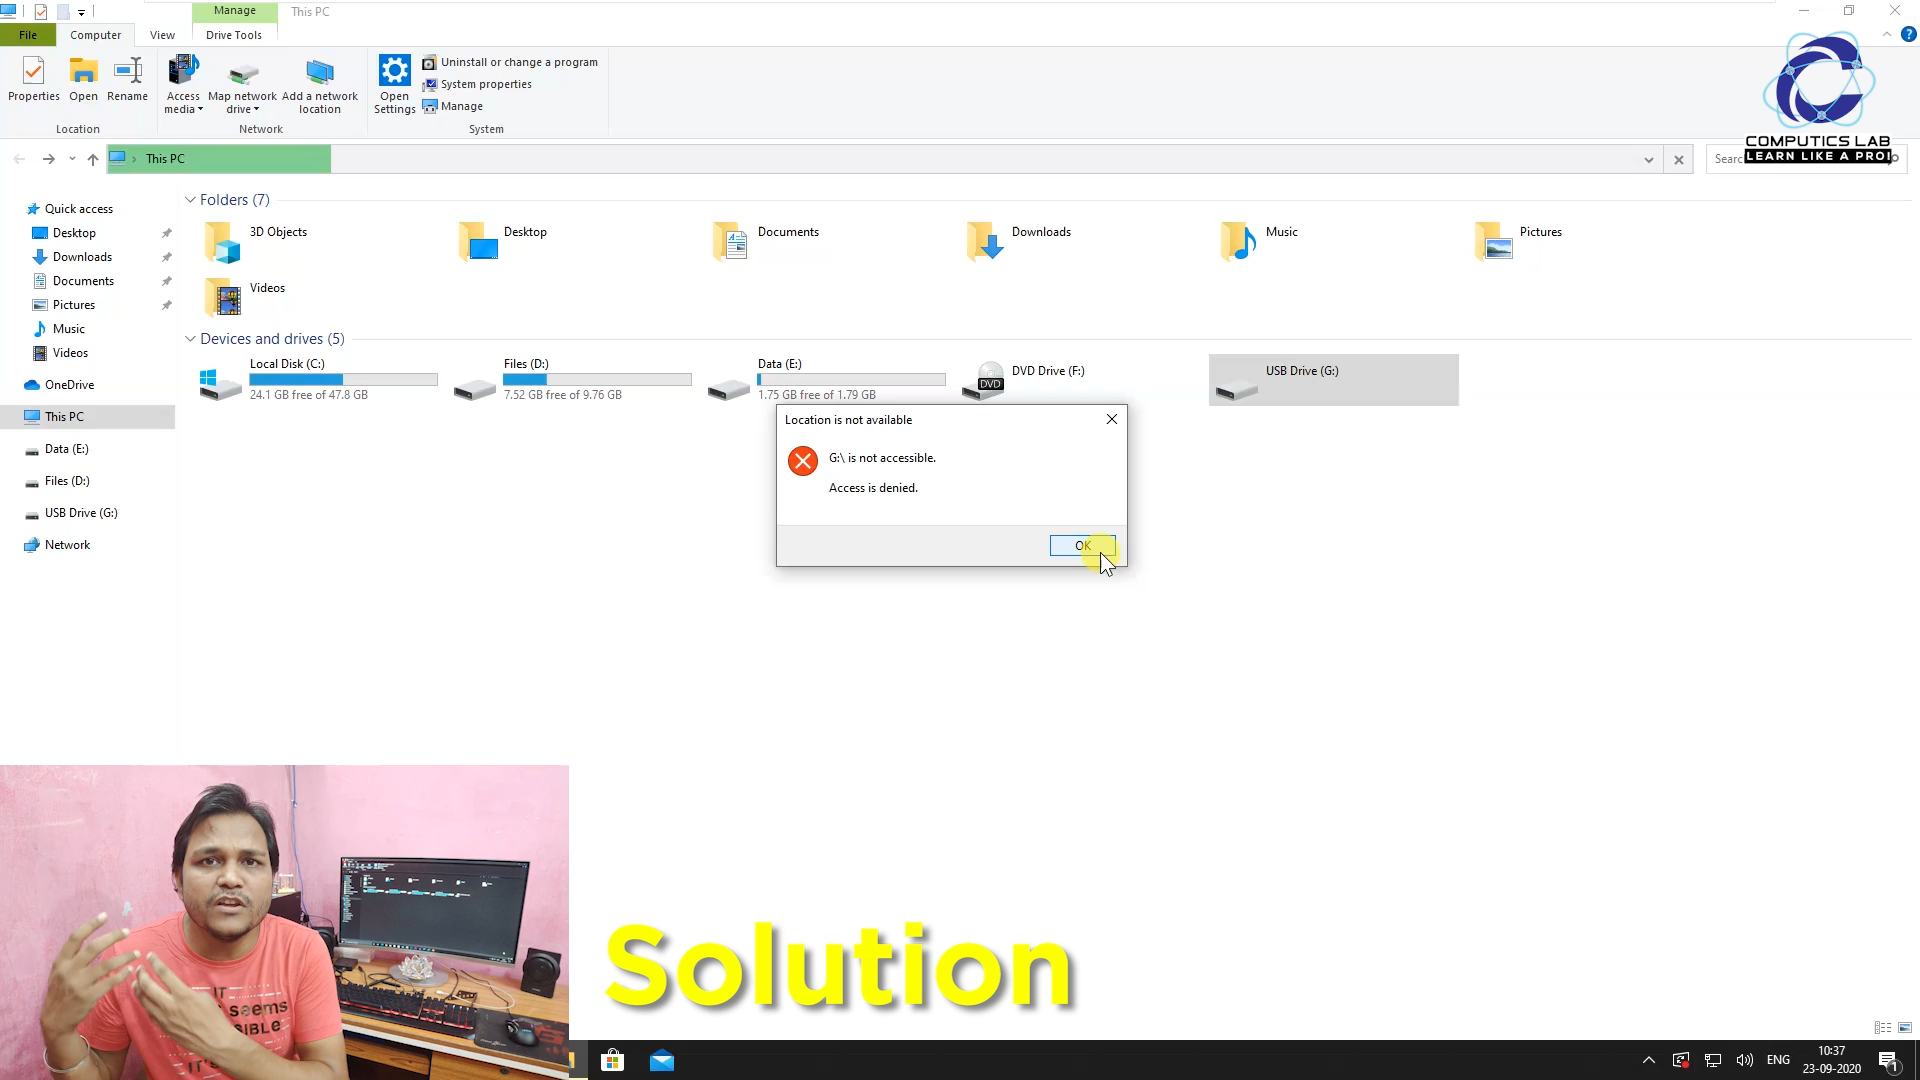 Manage
This PC
File
Computer
View
Drive Tools
Properties
Open
Rename
Access media
Map network drive
Add a network location
Open Settings
Uninstall or change a program
System properties
Manage
Location
Network
System
COMPUTICS LAB
LEARN LIKE A PRO!
This PC
Sear
Quick access
Desktop
Downloads
Documents
Pictures
Music
Videos
OneDrive
This PC
Data (E:)
Files (D:)
USB Drive (G:)
Network
Folders (7)
3D Objects
Desktop
Documents
Downloads
Music
Pictures
Videos
Devices and drives (5)
Local Disk (C:)
24.1 GB free of 47.8 GB
Files (D:)
7.52 GB free of 9.76 GB
Data (E:)
1.75 GB free of 1.79 GB
DVD
DVD Drive (F:)
USB Drive (G:)
Location is not available
G:\ is not accessible.
Access is denied.
OK
IT
seems
IT'S
Solution
ENG
10:37
23-09-2020
1